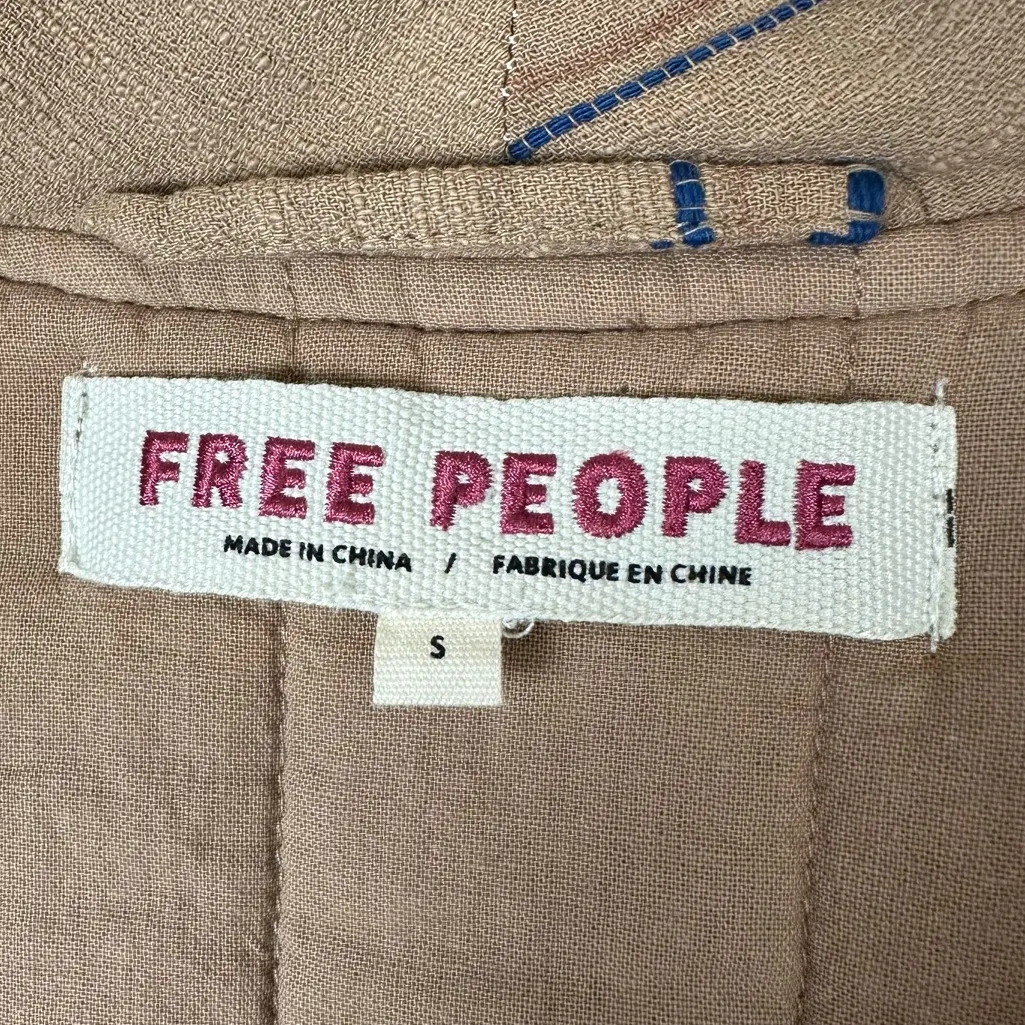 FREE PEOPLE
MADE IN CHINA / FABRIQUE EN CHINE
S